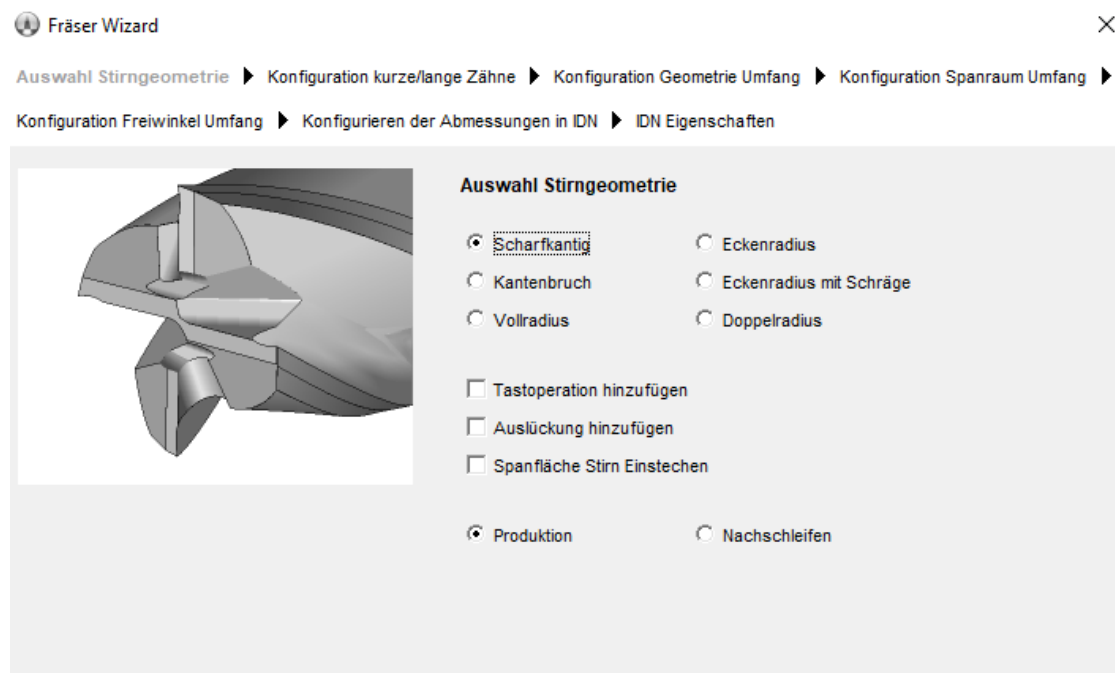 Fräser Wizard
Auswahl Stirngeometrie ▶ Konfiguration kurze/lange Zähne ▶ Konfiguration Geometrie Umfang ▶ Konfiguration Spanraum Umfang ▶
Konfiguration Freiwinkel Umfang ▶ Konfigurieren der Abmessungen in IDN ▶ IDN Eigenschaften
Auswahl Stirngeometrie
Scharfkantig Eckenradius
Kantenbruch Eckenradius mit Schräge
Vollradius Doppelradius
Tastoperation hinzufügen
Auslückung hinzufügen
Spanfläche Stirn Einstechen
Produktion Nachschleifen